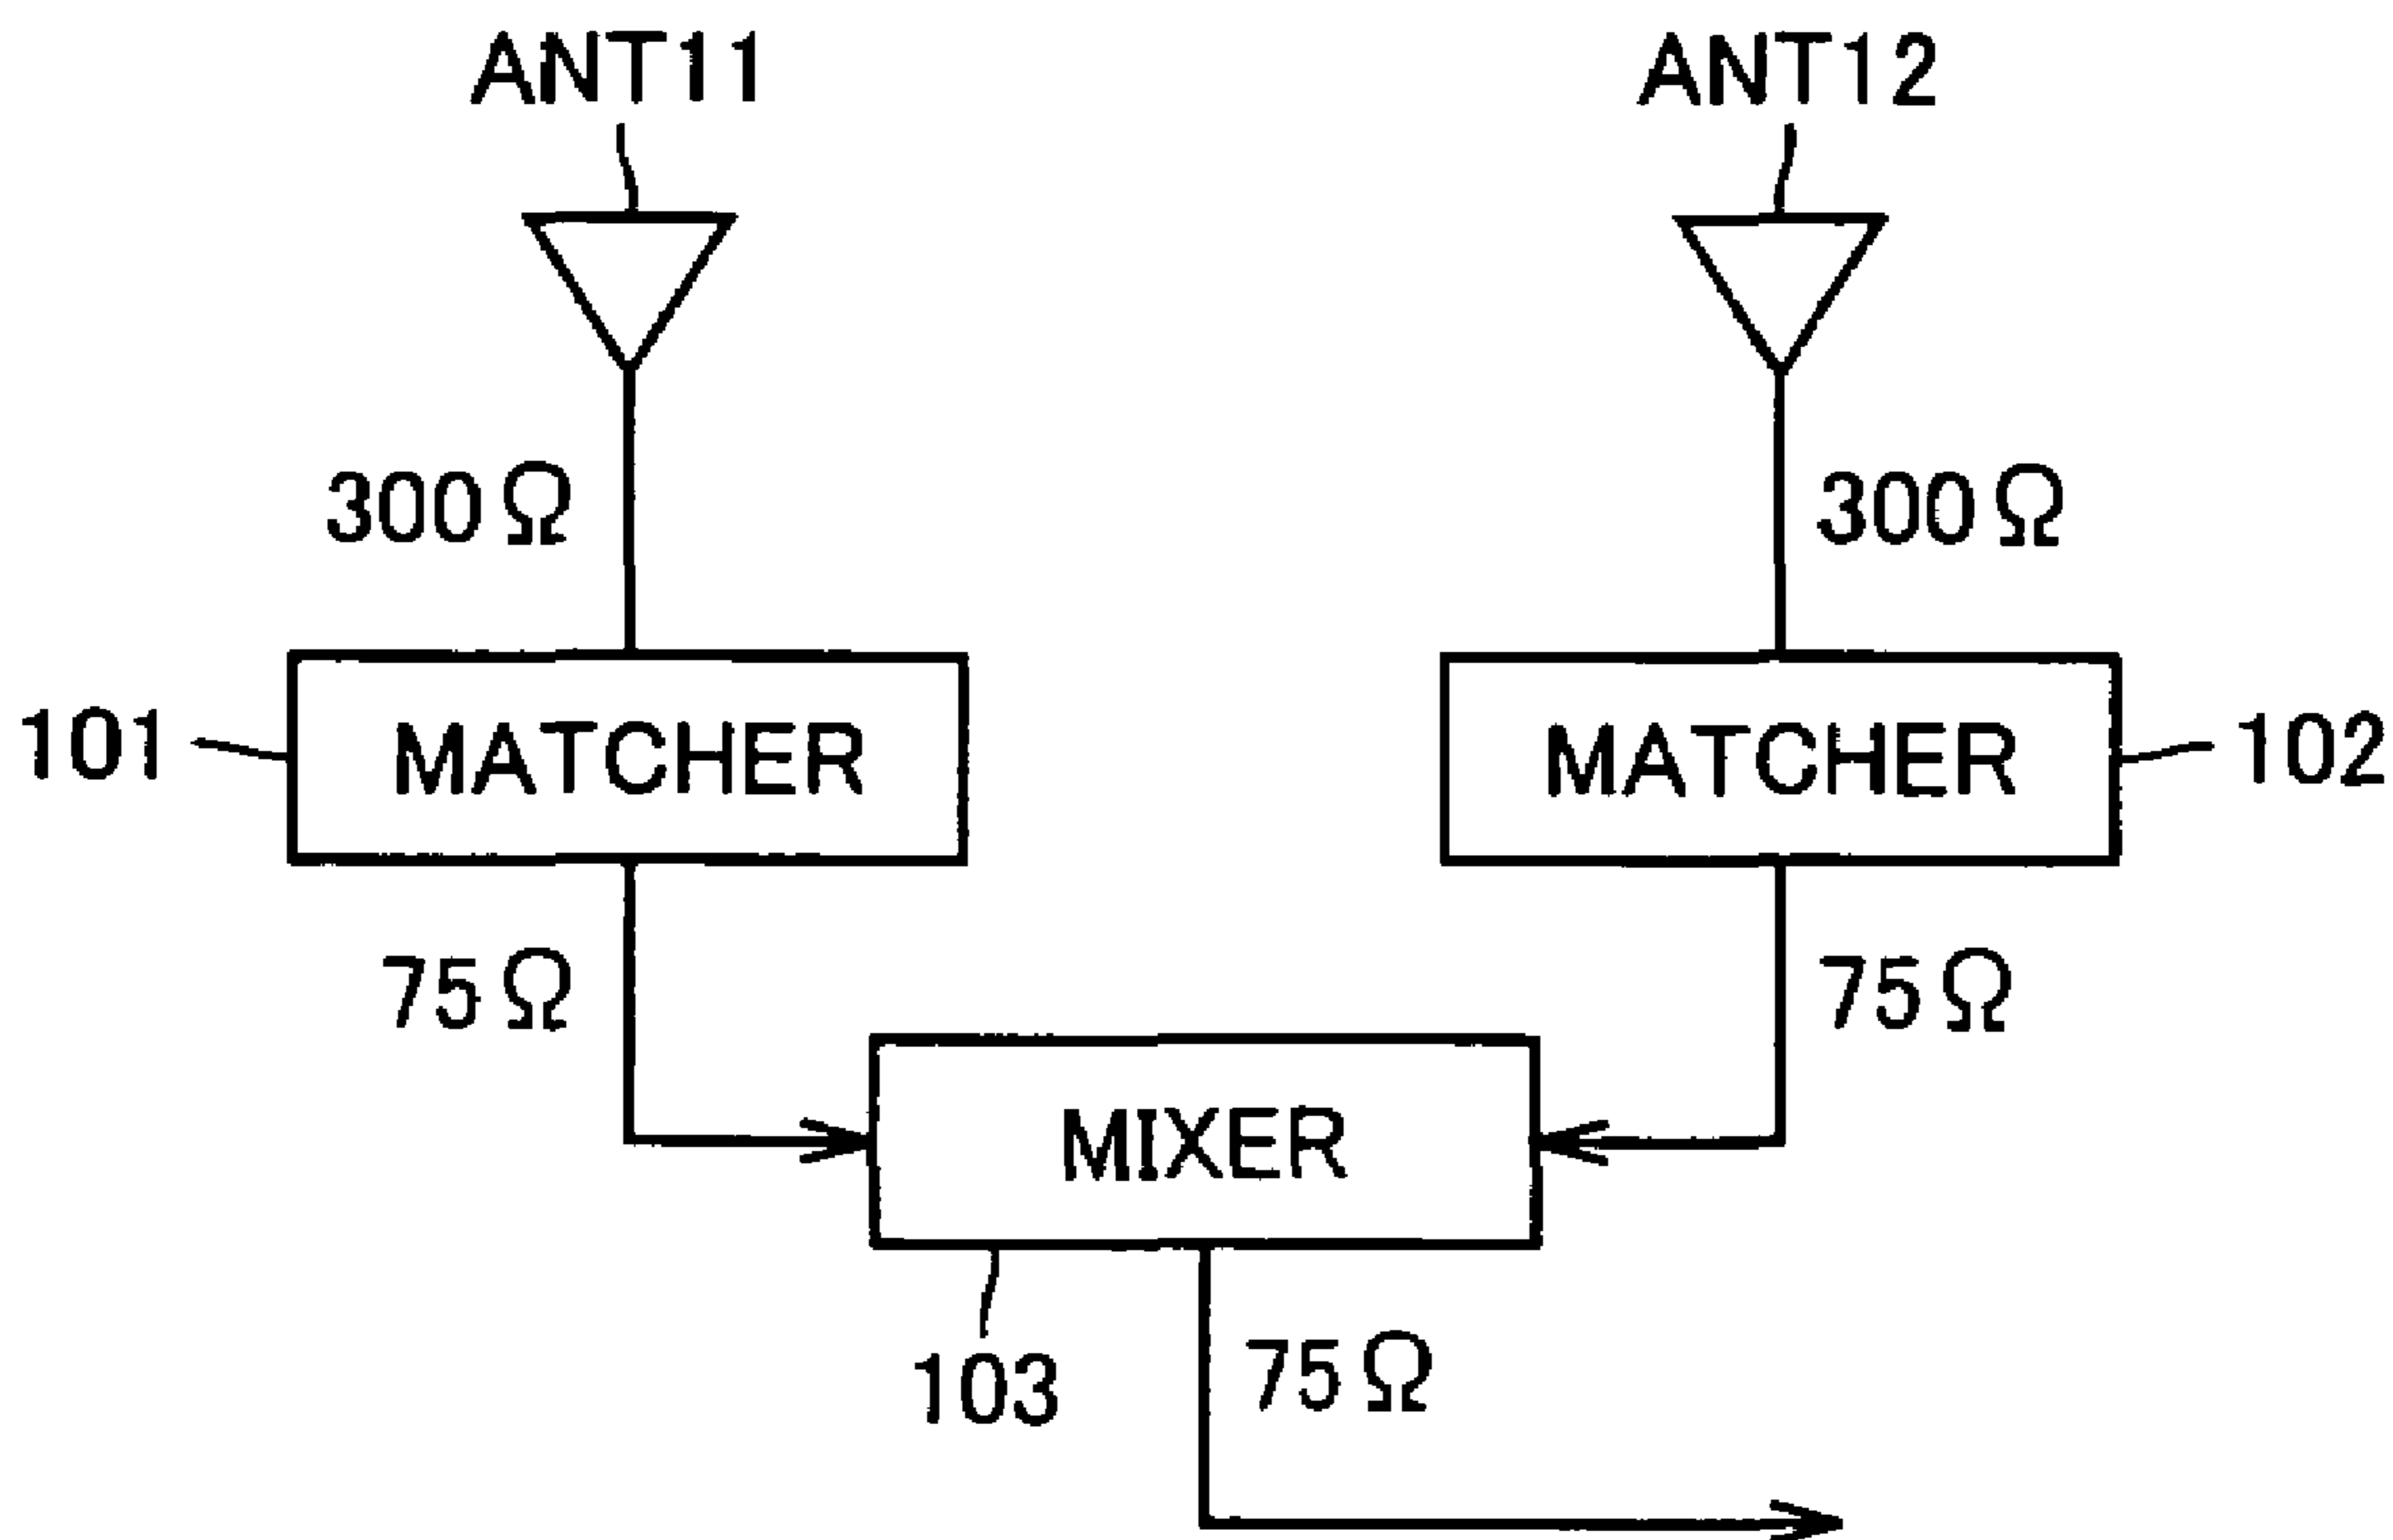 ANT11
ANT12
300Ω
300Ω
101
MATCHER
MATCHER
102
75Ω
75Ω
MIXER
103
75Ω